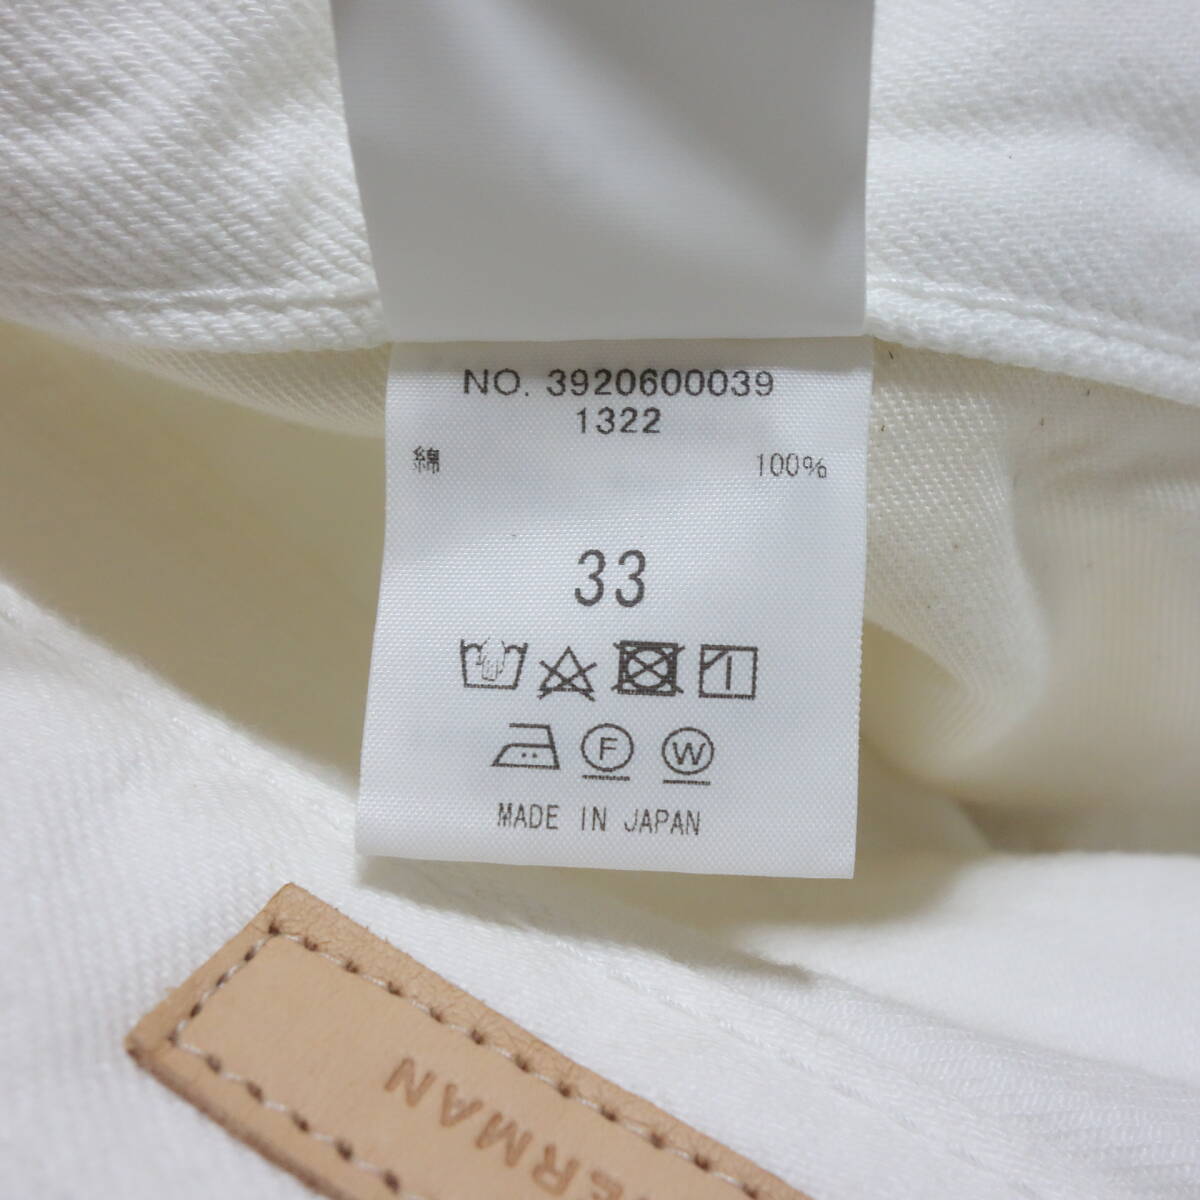 NO. 3920600039
1322
綿 100%
33
F W
MADE IN JAPAN
ERMAN